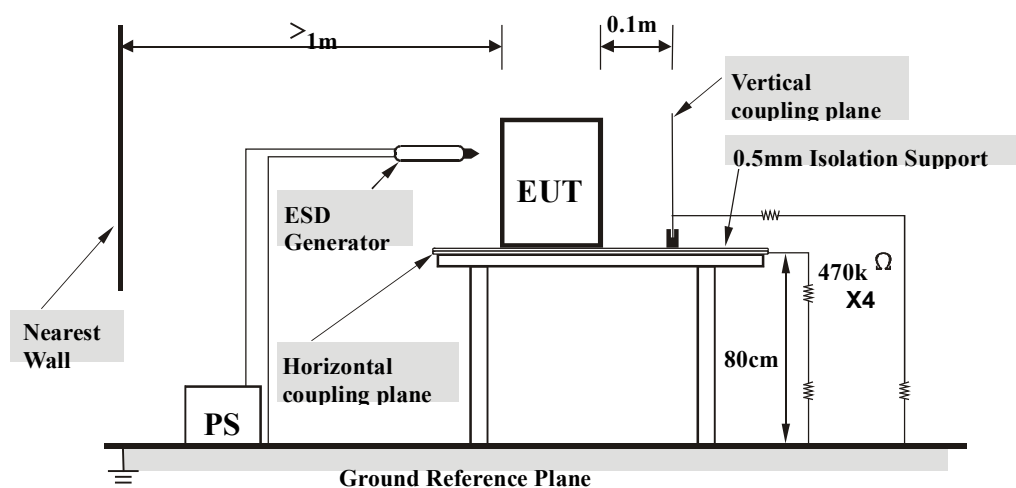 >1m
0.1m
Vertical
coupling plane
0.5mm Isolation Support
EUT
ESD
Generator
470k Ω
X4
Nearest
Wall
Horizontal
coupling plane
80cm
PS
Ground Reference Plane